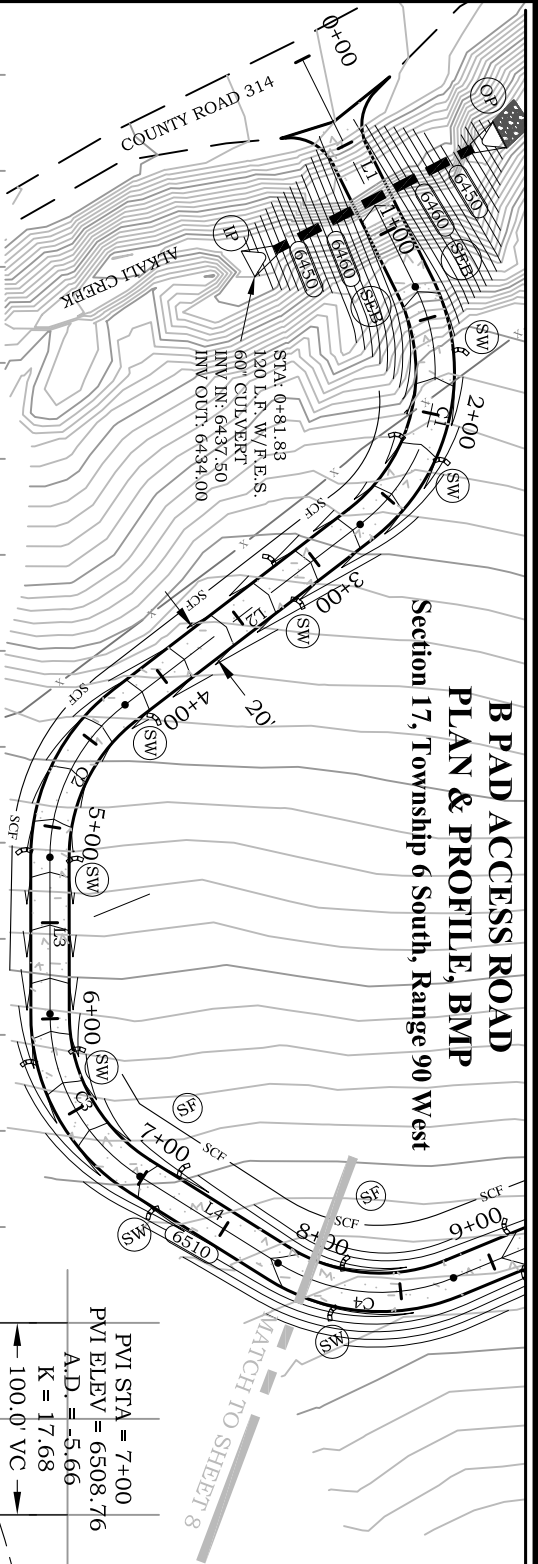 B PAD ACCESS ROAD
PLAN & PROFILE, BMP
Section 17, Township 6 South, Range 90 West
COUNTY ROAD 314
ALKALI CREEK
0+00
L1
1+00
OP
6450
6460
SEB
IP
6450
6460
SEB
STA: 0+81.83
120 L.F. W/ F.E.S.
60" CULVERT
INV IN: 6437.50
INV OUT: 6434.00
SW
C1
2+00
SW
SCF
3+00
SW
L2
SCF
20'
4+00
SW
SCF
C2
5+00
SW
SCF
L3
6+00
SW
C3
SF
7+00
SCF
L4
SW
6510
SF
8+00
SCF
SCF
9+00
C4
SW
MATCH TO SHEET 8
PVI STA = 7+00
PVI ELEV = 6508.76
A.D. = -5.66
K = 17.68
100.0' VC